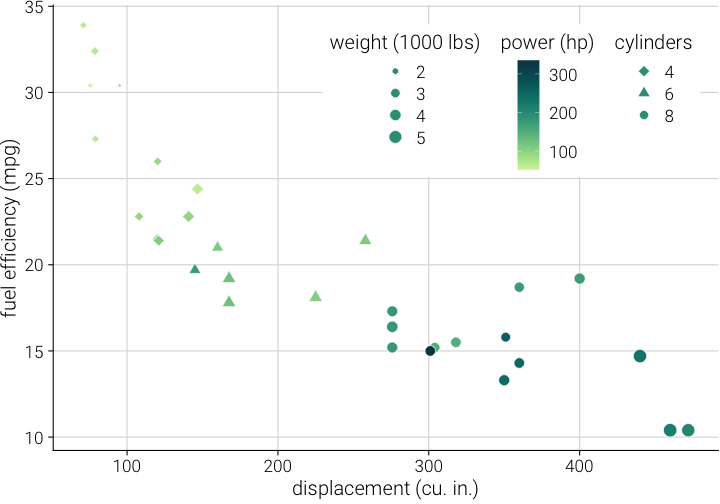 35
30
25
20
15
10
fuel efficiency (mpg)
weight (1000 lbs)
2
3
4
5
power (hp)
300
200
100
cylinders
4
6
8
100 200 300 400
displacement (cu. in.)